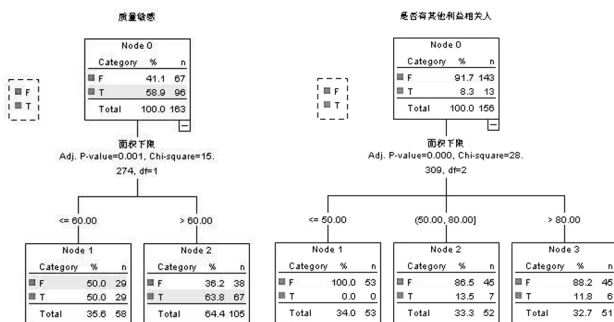 质量敏感
Node 0
Category % n
F 41.1 67
T 58.9 96
Total 100.0 163
F
T
面积下限
Adj. P-value=0.001, Chi-square=15.
274, df=1
<= 60.00
> 60.00
Node 1
Category % n
F 50.0 29
T 50.0 29
Total 35.6 58
Node 2
Category % n
F 36.2 38
T 63.8 67
Total 64.4 105
是否有其他利益相关人
Node 0
Category % n
F 91.7 143
T 8.3 13
Total 100.0 156
F
T
面积下限
Adj. P-value=0.000, Chi-square=28.
309, df=2
<= 50.00
(50.00, 80.00]
> 80.00
Node 1
Category % n
F 100.0 53
T 0.0 0
Total 34.0 53
Node 2
Category % n
F 86.5 45
T 13.5 7
Total 33.3 52
Node 3
Category % n
F 88.2 45
T 11.8 6
Total 32.7 51